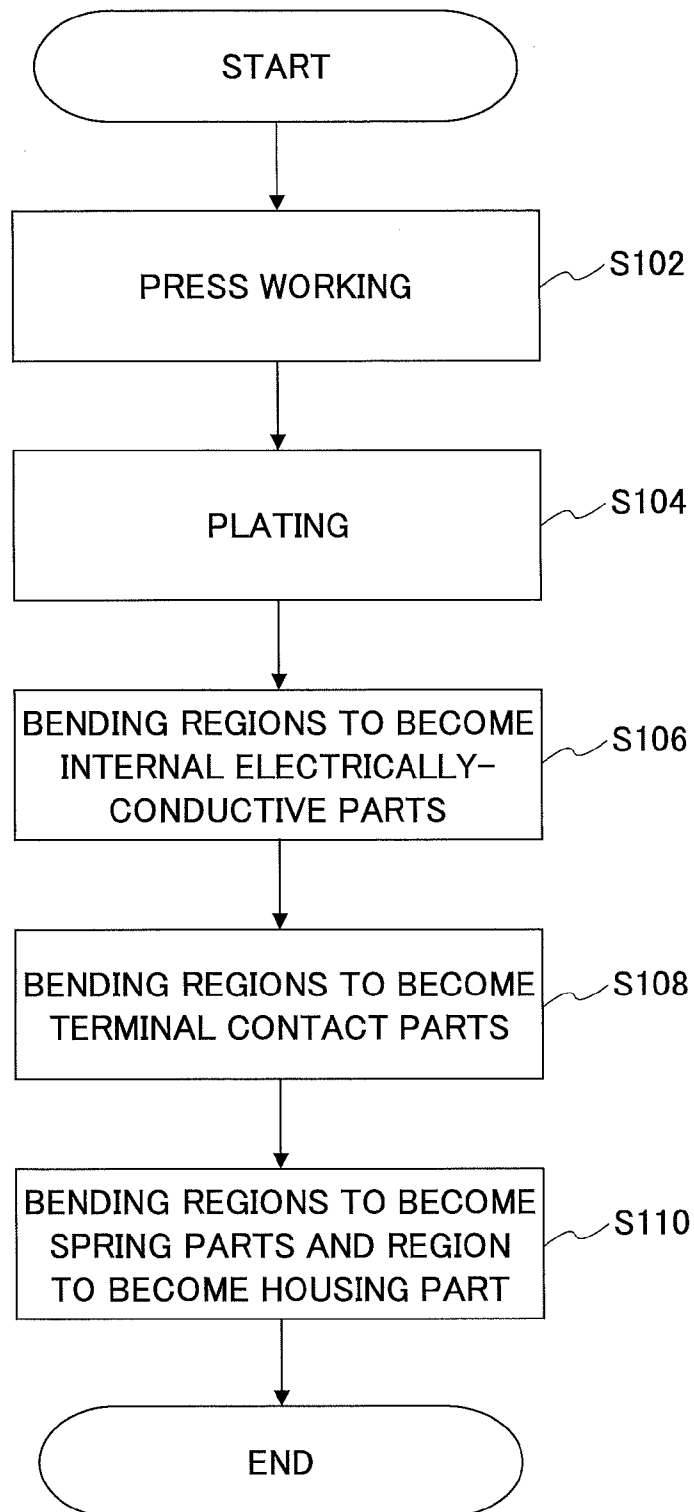 START
PRESS WORKING
S102
PLATING
S104
BENDING REGIONS TO BECOME
INTERNAL ELECTRICALLY-
CONDUCTIVE PARTS
S106
BENDING REGIONS TO BECOME
TERMINAL CONTACT PARTS
S108
BENDING REGIONS TO BECOME
SPRING PARTS AND REGION
TO BECOME HOUSING PART
S110
END